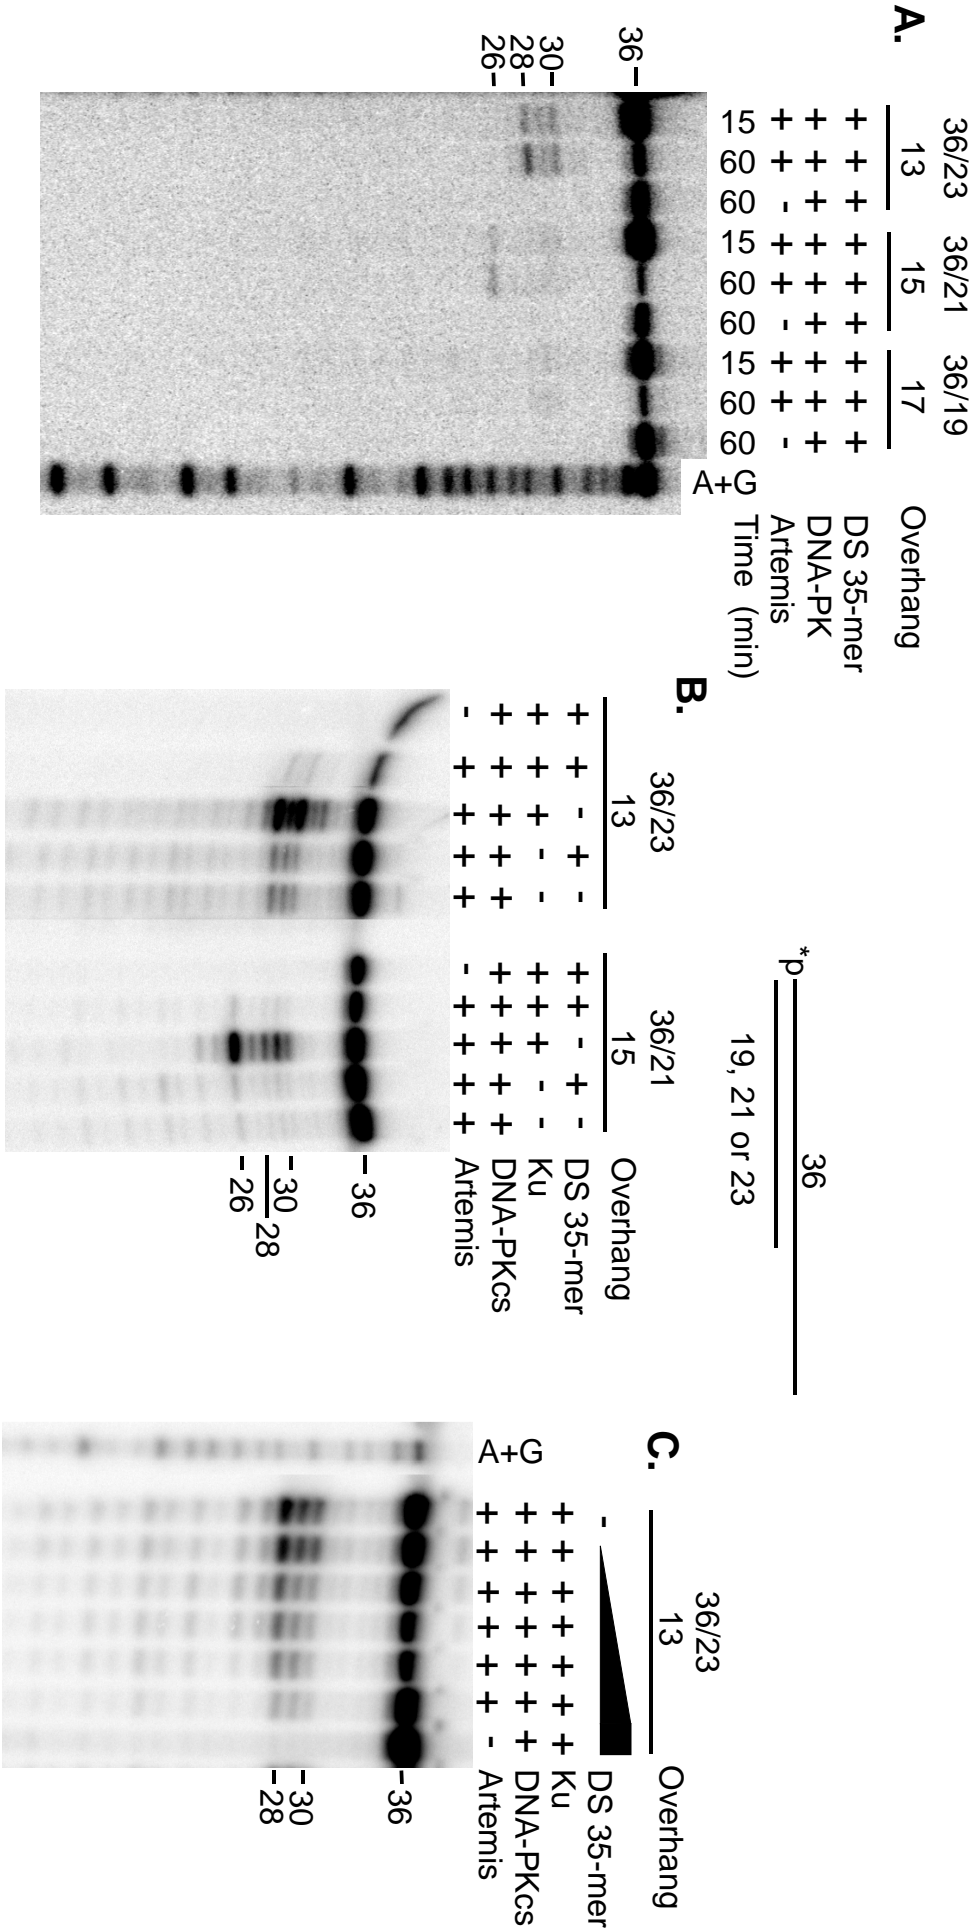 A.
36/23 36/21 36/19
13 15 17 Overhang
+ + + + + + + + + DS 35-mer
+ + + + + + + + + DNA-PK
+ + - + + - + + - Artemis
15 60 60 15 60 60 15 60 60 Time (min)
A+G
36
30
28
26
*p
36
19, 21 or 23
B.
36/23 36/21
13 15 Overhang
+ + - + - + + - + - DS 35-mer
+ + + - - + + + - - Ku
+ + + + + + + + + + DNA-PKcs
- + + + + - + + + + Artemis
36
30
28
26
C.
36/23
13 Overhang
- DS 35-mer
+ + + + + + + Ku
+ + + + + + + DNA-PKcs
A+G + + + + + + - Artemis
36
30
28